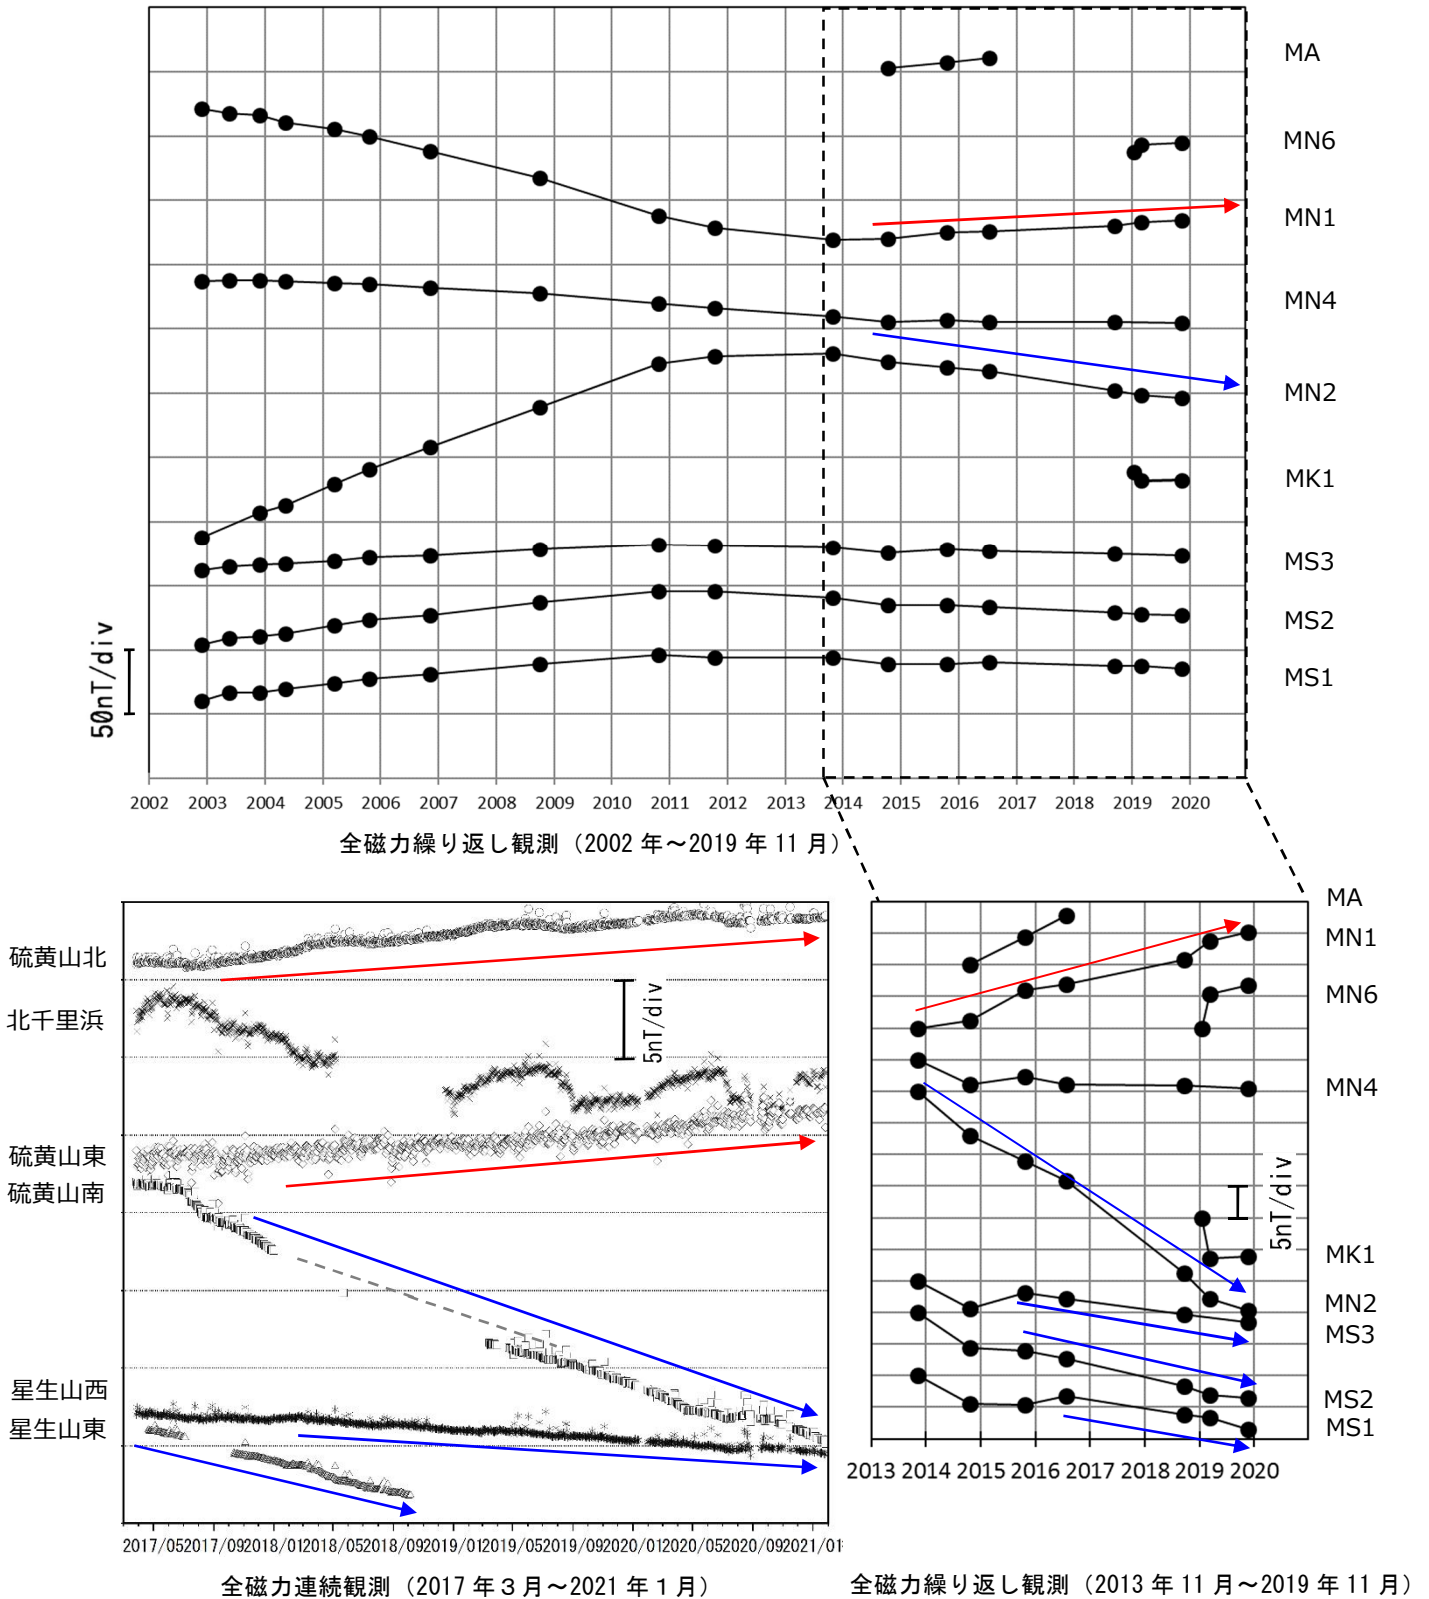 MA
MN6
MN1
MN4
MN2
MK1
MS3
MS2
MS1
50nT/div
2002 2003 2004 2005 2006 2007 2008 2009 2010 2011 2012 2013 2014 2015 2016 2017 2018 2019 2020
全磁力繰り返し観測（2002 年～2019 年 11 月）
硫黄山北
北千里浜
硫黄山東
硫黄山南
星生山西
星生山東
5nT/div
2017/05 2017/09 2018/01 2018/05 2018/09 2019/01 2019/05 2019/09 2020/01 2020/05 2020/09 2021/01
全磁力連続観測（2017 年３月～2021 年１月）
MA
MN1
MN6
MN4
5nT/div
MK1
MN2
MS3
MS2
MS1
2013 2014 2015 2016 2017 2018 2019 2020
全磁力繰り返し観測（2013 年 11 月～2019 年 11 月）